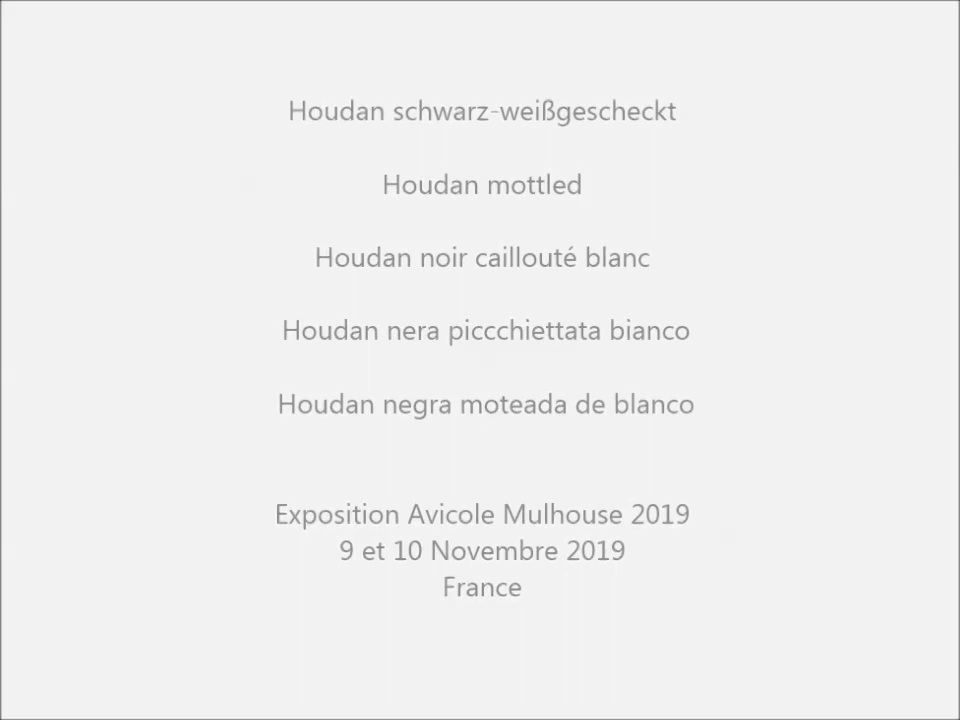 Houdan schwarz-weißgescheckt
Houdan mottled
Houdan noir caillouté blanc
Houdan nera piccchiettata bianco
Houdan negra moteada de blanco
Exposition Avicole Mulhouse 2019
9 et 10 Novembre 2019
France